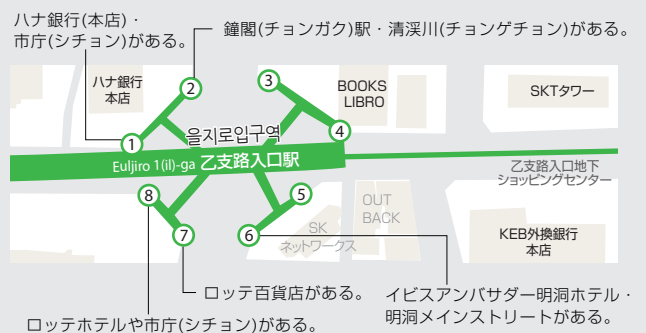 ハナ銀行(本店)・
市庁(シチョン)がある。
鐘閣(チョンガク)駅・清渓川(チョンゲチョン)がある。
ハナ銀行
本店
2
3
BOOKS
LIBRO
SKTタワー
1
4
을지로입구역
Euljiro 1(il)-ga 乙支路入口駅
乙支路入口地下
ショッピングセンター
8
5
OUT
BACK
7
6
SK
ネットワークス
KEB外換銀行
本店
ロッテ百貨店がある。
イビスアンバサダー明洞ホテル・
明洞メインストリートがある。
ロッテホテルや市庁(シチョン)がある。